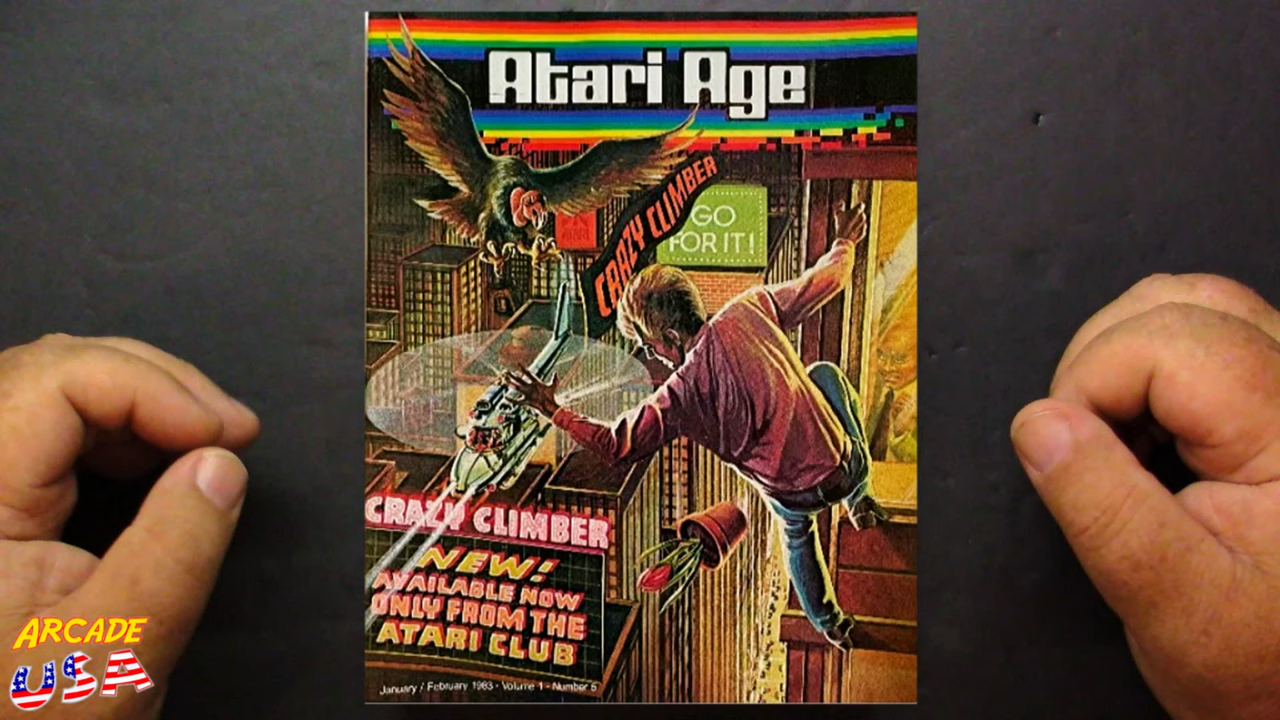 Atari Age
CRAZY CLIMBER
GO
FOR IT!
CRAZY CLIMBER
NEW!
AVAILABLE NOW
ONLY FROM THE
ATARI CLUB
January / February 1983 · Volume 1 - Number 5
ARCADE
USA